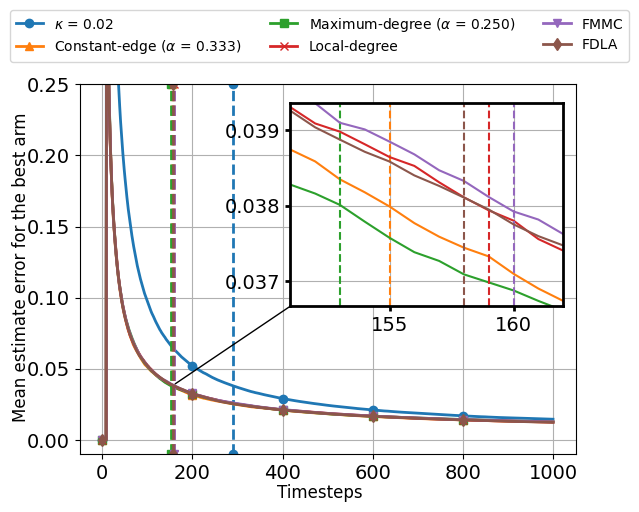 κ = 0.02
Constant-edge (α = 0.333)
Maximum-degree (α = 0.250)
Local-degree
FMMC
FDLA
Mean estimate error for the best arm
0.25
0.20
0.15
0.10
0.05
0.00
0.039
0.038
0.037
155 160
0 200 400 600 800 1000
Timesteps